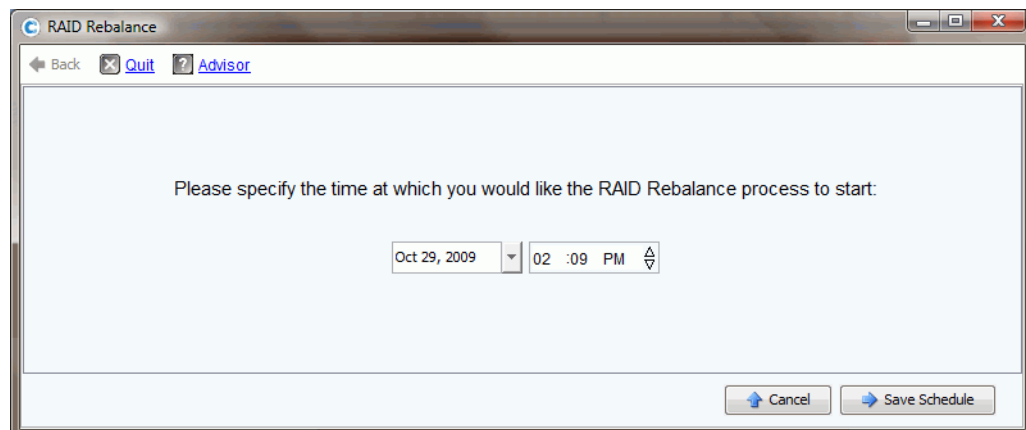 RAID Rebalance
Back Quit ? Advisor
Please specify the time at which you would like the RAID Rebalance process to start:
Oct 29, 2009 02 :09 PM
Cancel Save Schedule